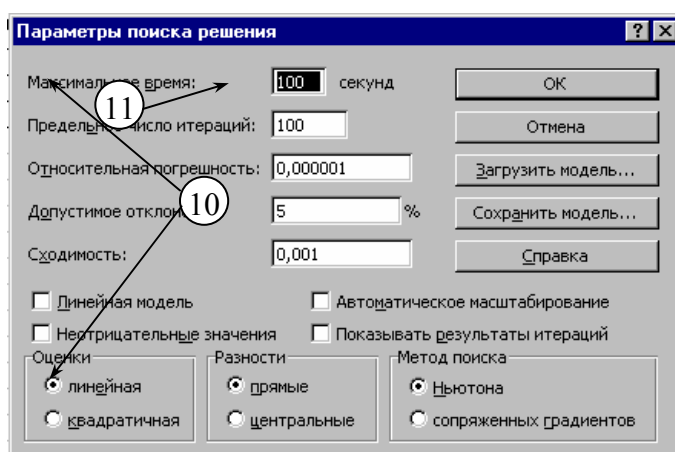 Параметры поиска решения
Максимальное время: 100 секунд ОК
11
Предельное число итераций: 100 Отмена
Относительная погрешность: 0,000001 Загрузить модель...
10
Допустимое 5 % Сохранить модель...
Сходимость: 0,001 Справка
Линейная модель Автоматическое масштабирование
Неотрицательные значения Показывать результаты итераций
Оценки Разности Метод поиска
линейная прямые Ньютона
квадратичная центральные сопряженных градиентов